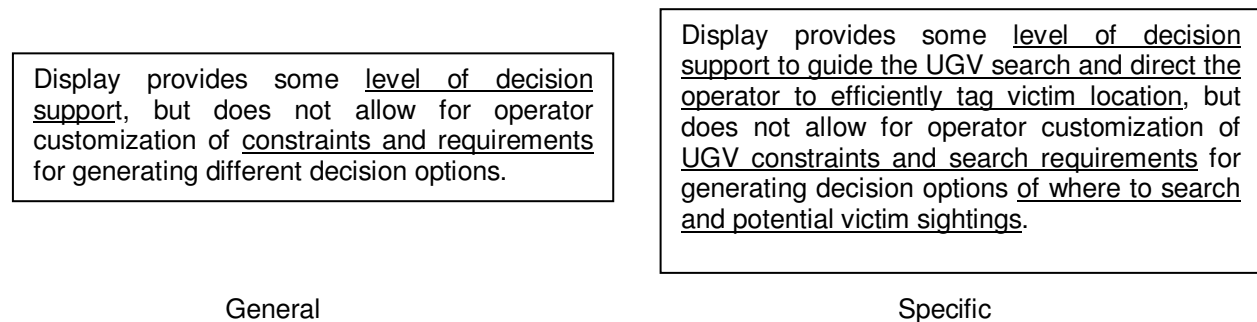 Display provides some level of decision
support, but does not allow for operator
customization of constraints and requirements
for generating different decision options.
General
Display provides some level of decision
support to guide the UGV search and direct the
operator to efficiently tag victim location, but
does not allow for operator customization of
UGV constraints and search requirements for
generating decision options of where to search
and potential victim sightings.
Specific